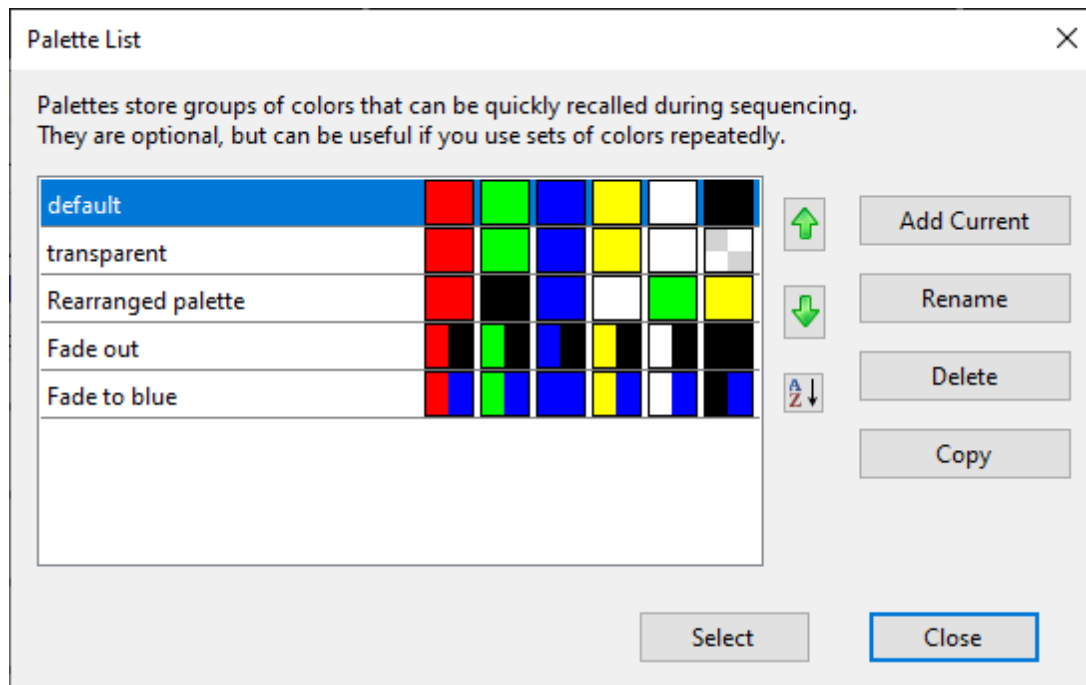 Palette List
Palettes store groups of colors that can be quickly recalled during sequencing.
They are optional, but can be useful if you use sets of colors repeatedly.
default
transparent
Rearranged palette
Fade out
Fade to blue
A
Z
Add Current
Rename
Delete
Copy
Select
Close